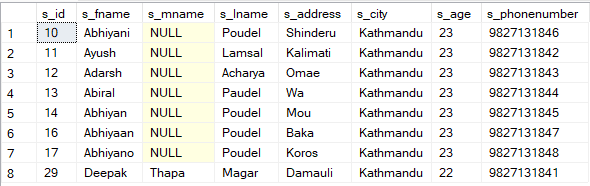 s_id s_fname s_mname s_lname s_address s_city s_age s_phonenumber
1 10 Abhiyani NULL Poudel Shinderu Kathmandu 23 9827131846
2 11 Ayush NULL Lamsal Kalimati Kathmandu 23 9827131842
3 12 Adarsh NULL Acharya Omae Kathmandu 23 9827131843
4 13 Abiral NULL Paudel Wa Kathmandu 23 9827131844
5 14 Abhiyan NULL Poudel Mou Kathmandu 23 9827131845
6 16 Abhiyaan NULL Poudel Baka Kathmandu 23 9827131847
7 17 Abhiyano NULL Poudel Koros Kathmandu 23 9827131848
8 29 Deepak Thapa Magar Damauli Kathmandu 22 9827131841